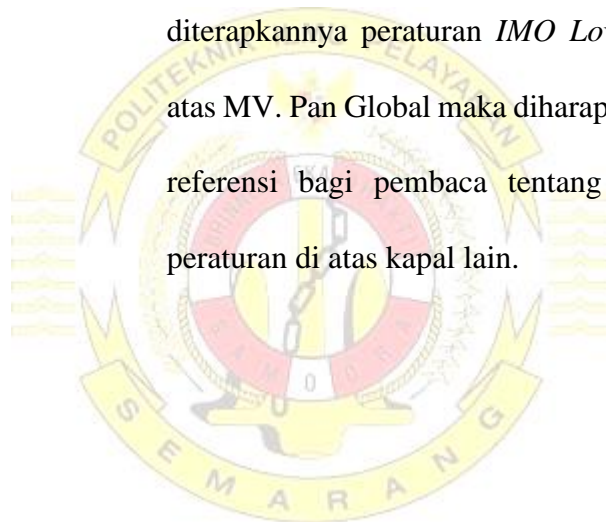 diterapkannya peraturan IMO Lo
atas MV. Pan Global maka diharap
referensi bagi pembaca tentang
peraturan di atas kapal lain.
POLITEKNIK ILMU PELAYARAN
SEMARANG